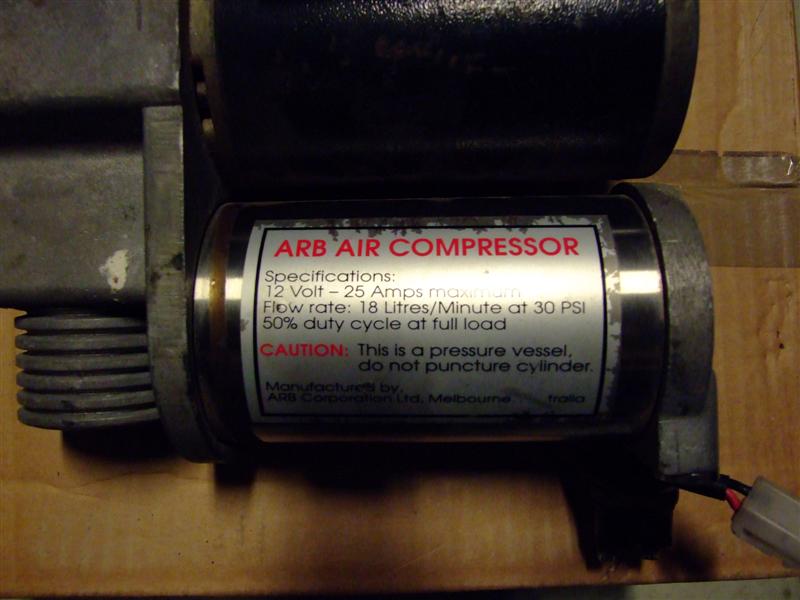 ARB AIR COMPRESSOR
Specifications:
12 Volt – 25 Amps maximum
Flow rate: 18 Litres/Minute at 30 PSI
50% duty cycle at full load
CAUTION: This is a pressure vessel,
do not puncture cylinder.
Manufactured by,
ARB Corporation Ltd, Melbourne